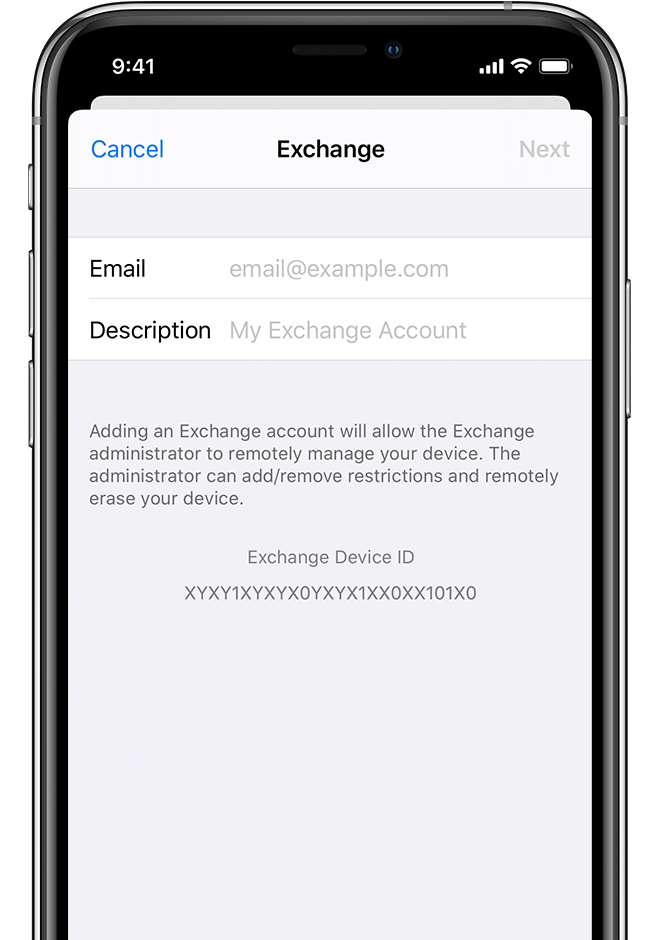 9:41
Cancel Exchange Next
Email email@example.com
Description My Exchange Account
Adding an Exchange account will allow the Exchange
administrator to remotely manage your device. The
administrator can add/remove restrictions and remotely
erase your device.
Exchange Device ID
XYXY1XYXYX0YXYX1XX0XX101X0